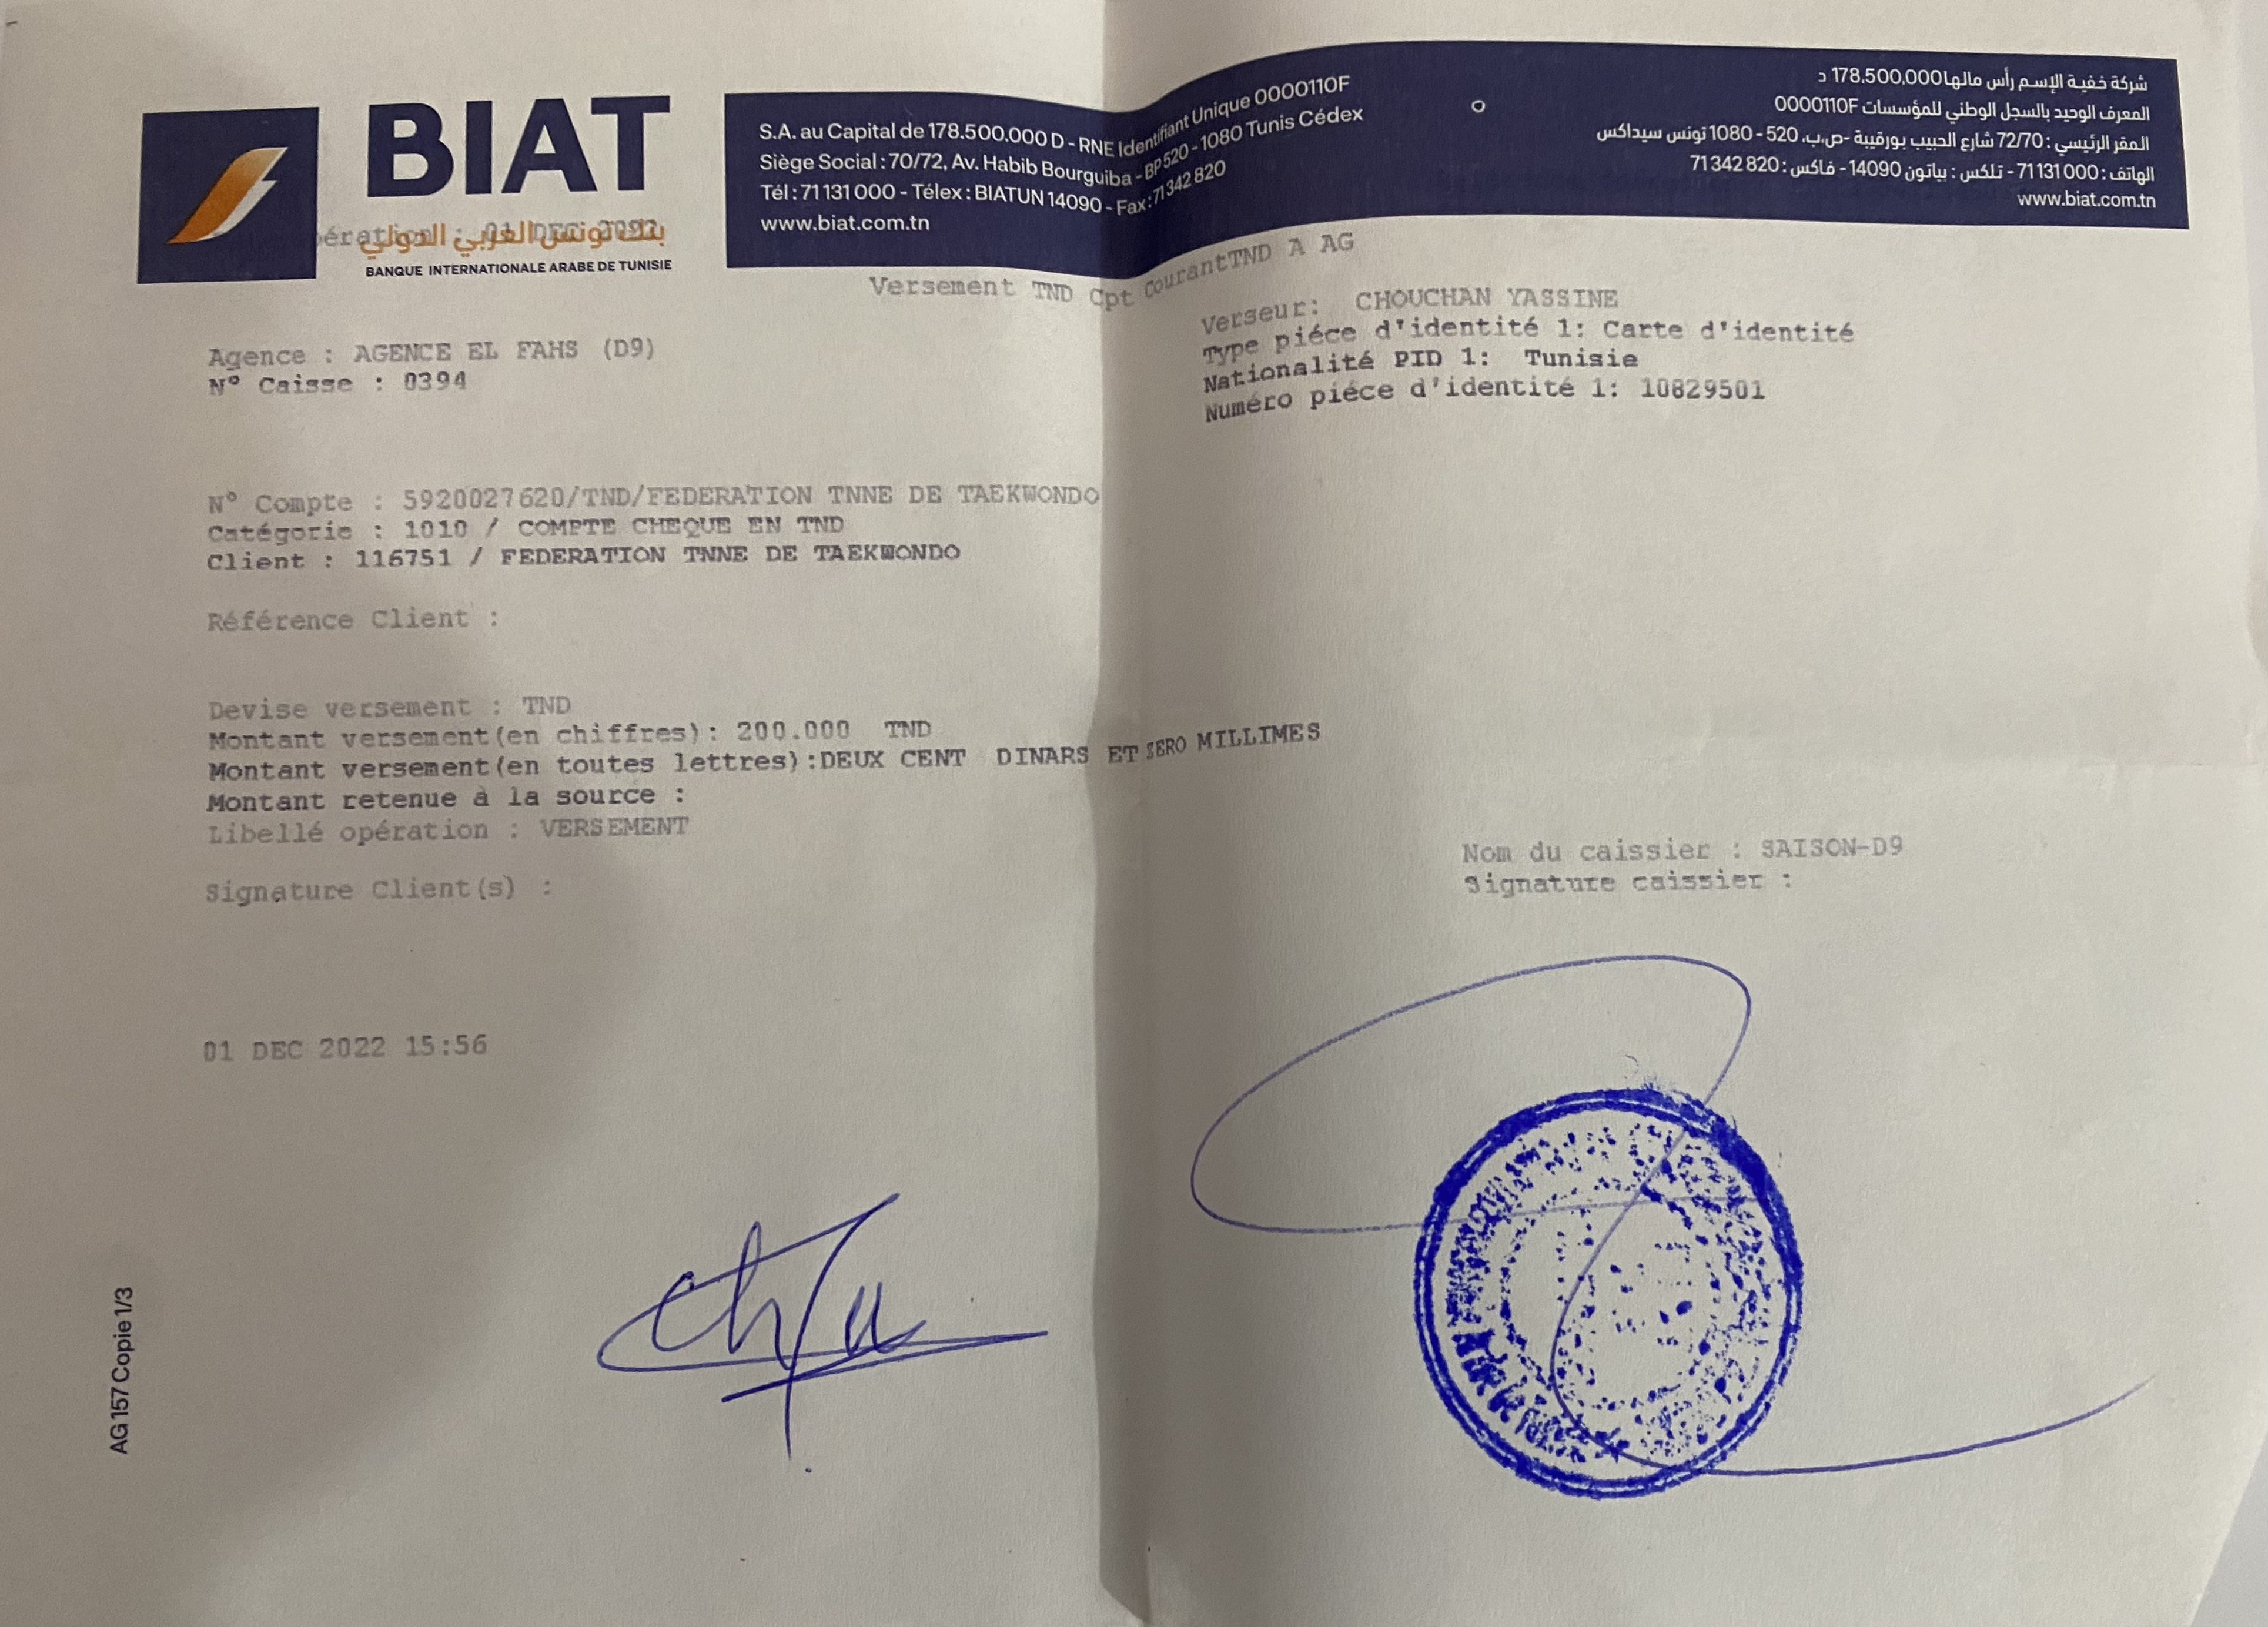 BIAT
بنك تونس العربي الدولي
BANQUE INTERNATIONALE ARABE DE TUNISIE
S.A. au Capital de 178.500.000 D - RNE Identifiant Unique 0000110F
Siège Social : 70/72, Av. Habib Bourguiba - BP 520 - 1080 Tunis Cédex
Tél : 71 131 000 - Télex : BIATUN 14090 - Fax : 71 342 820
www.biat.com.tn
شركة خفية الإسم رأس مالها 178.500.000 د
المعرف الوحيد بالسجل الوطني للمؤسسات 0000110F
المقر الرئيسي : 72/70 شارع الحبيب بورقيبة -ص.ب. 520 - 1080 تونس سيداكس
الهاتف : 71 131 000 - تلكس : بياتون 14090 - فاكس : 71 342 820
www.biat.com.tn
ération : 01 DEC 2022
Versement TND Cpt CourantTND A AG
Agence : AGENCE EL FAHS (D9)
N° Caisse : 0394
Verseur: CHOUCHAN YASSINE
Type piéce d'identité 1: Carte d'identité
Nationalité PID 1: Tunisie
Numéro piéce d'identité 1: 10829501
N° Compte : 5920027620/TND/FEDERATION TNNE DE TAEKWONDO
Catégorie : 1010 / COMPTE CHEQUE EN TND
Client : 116751 / FEDERATION TNNE DE TAEKWONDO
Référence Client :
Devise versement : TND
Montant versement(en chiffres): 200.000 TND
Montant versement(en toutes lettres):DEUX CENT DINARS ET ZERO MILLIMES
Montant retenue à la source :
Libellé opération : VERSEMENT
Nom du caissier : SAISON-D9
Signature caissier :
Signature Client(s) :
01 DEC 2022 15:56
AG 157 Copie 1/3